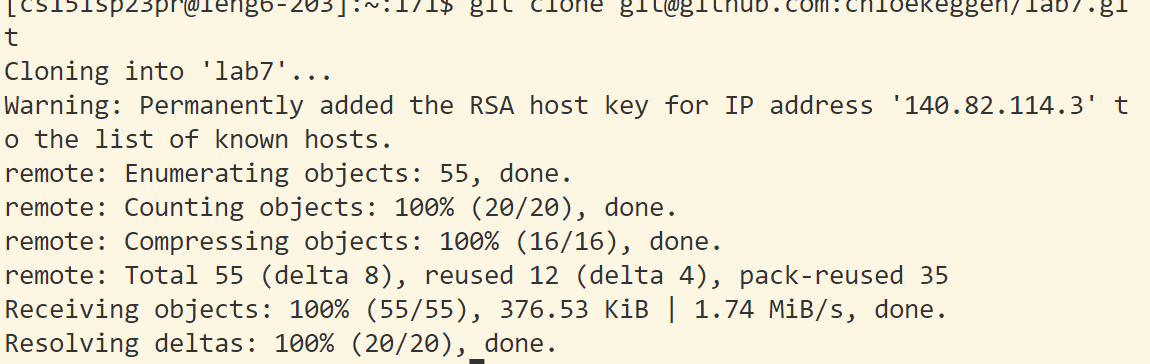 [cs15lsp23pr@ieng6-203]:~:171$ git clone git@github.com:chloekeggen/lab7.gi
t
Cloning into 'lab7'...
Warning: Permanently added the RSA host key for IP address '140.82.114.3' t
o the list of known hosts.
remote: Enumerating objects: 55, done.
remote: Counting objects: 100% (20/20), done.
remote: Compressing objects: 100% (16/16), done.
remote: Total 55 (delta 8), reused 12 (delta 4), pack-reused 35
Receiving objects: 100% (55/55), 376.53 KiB | 1.74 MiB/s, done.
Resolving deltas: 100% (20/20), done.